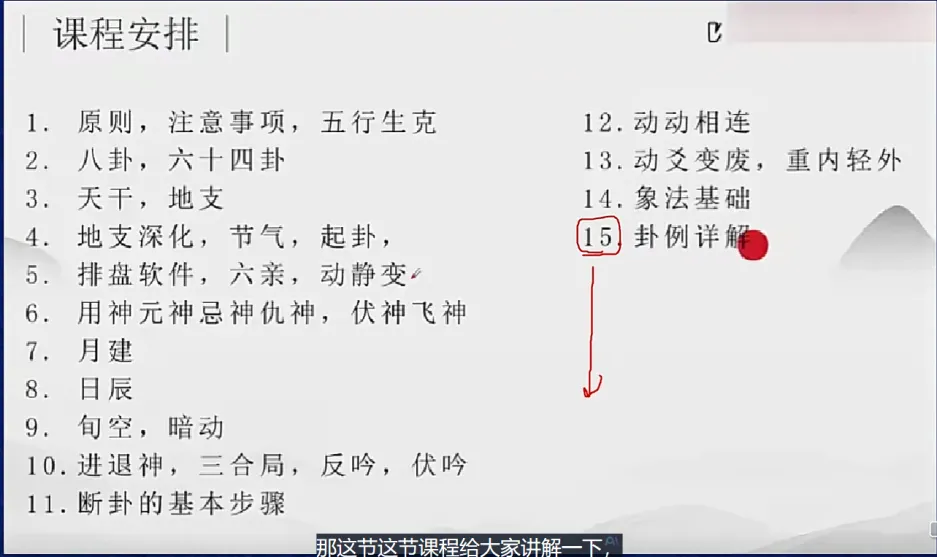 课程安排
1. 原则，注意事项，五行生克
2. 八卦，六十四卦
3. 天干，地支
4. 地支深化，节气，起卦，
5. 排盘软件，六亲，动静变
6. 用神元神忌神仇神，伏神飞神
7. 月建
8. 日辰
9. 旬空，暗动
10. 进退神，三合局，反吟，伏吟
11. 断卦的基本步骤
12. 动动相连
13. 动爻变废，重内轻外
14. 象法基础
15. 卦例详解
那这节这节课程给大家讲解一下，